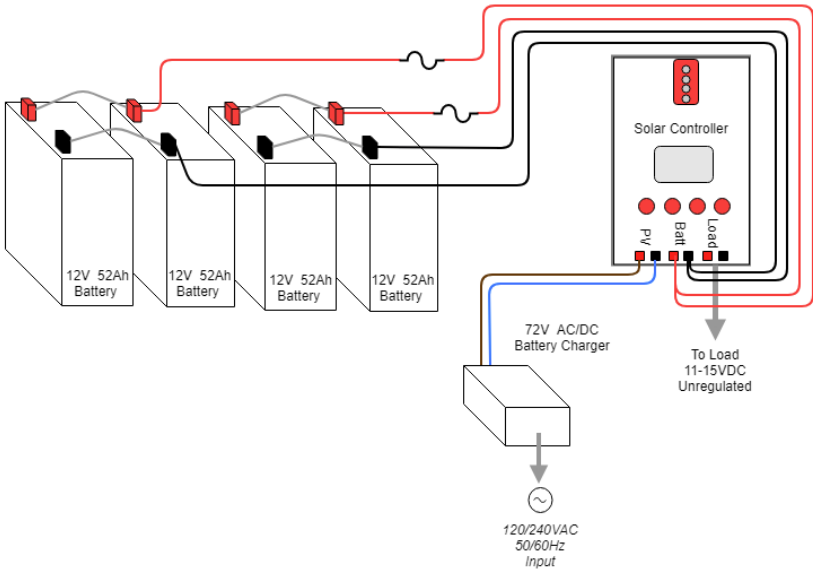 Solar Controller
PV
Batt
Load
12V 52Ah
Battery
12V 52Ah
Battery
12V 52Ah
Battery
12V 52Ah
Battery
72V AC/DC
Battery Charger
To Load
11-15VDC
Unregulated
120/240VAC
50/60Hz
Input